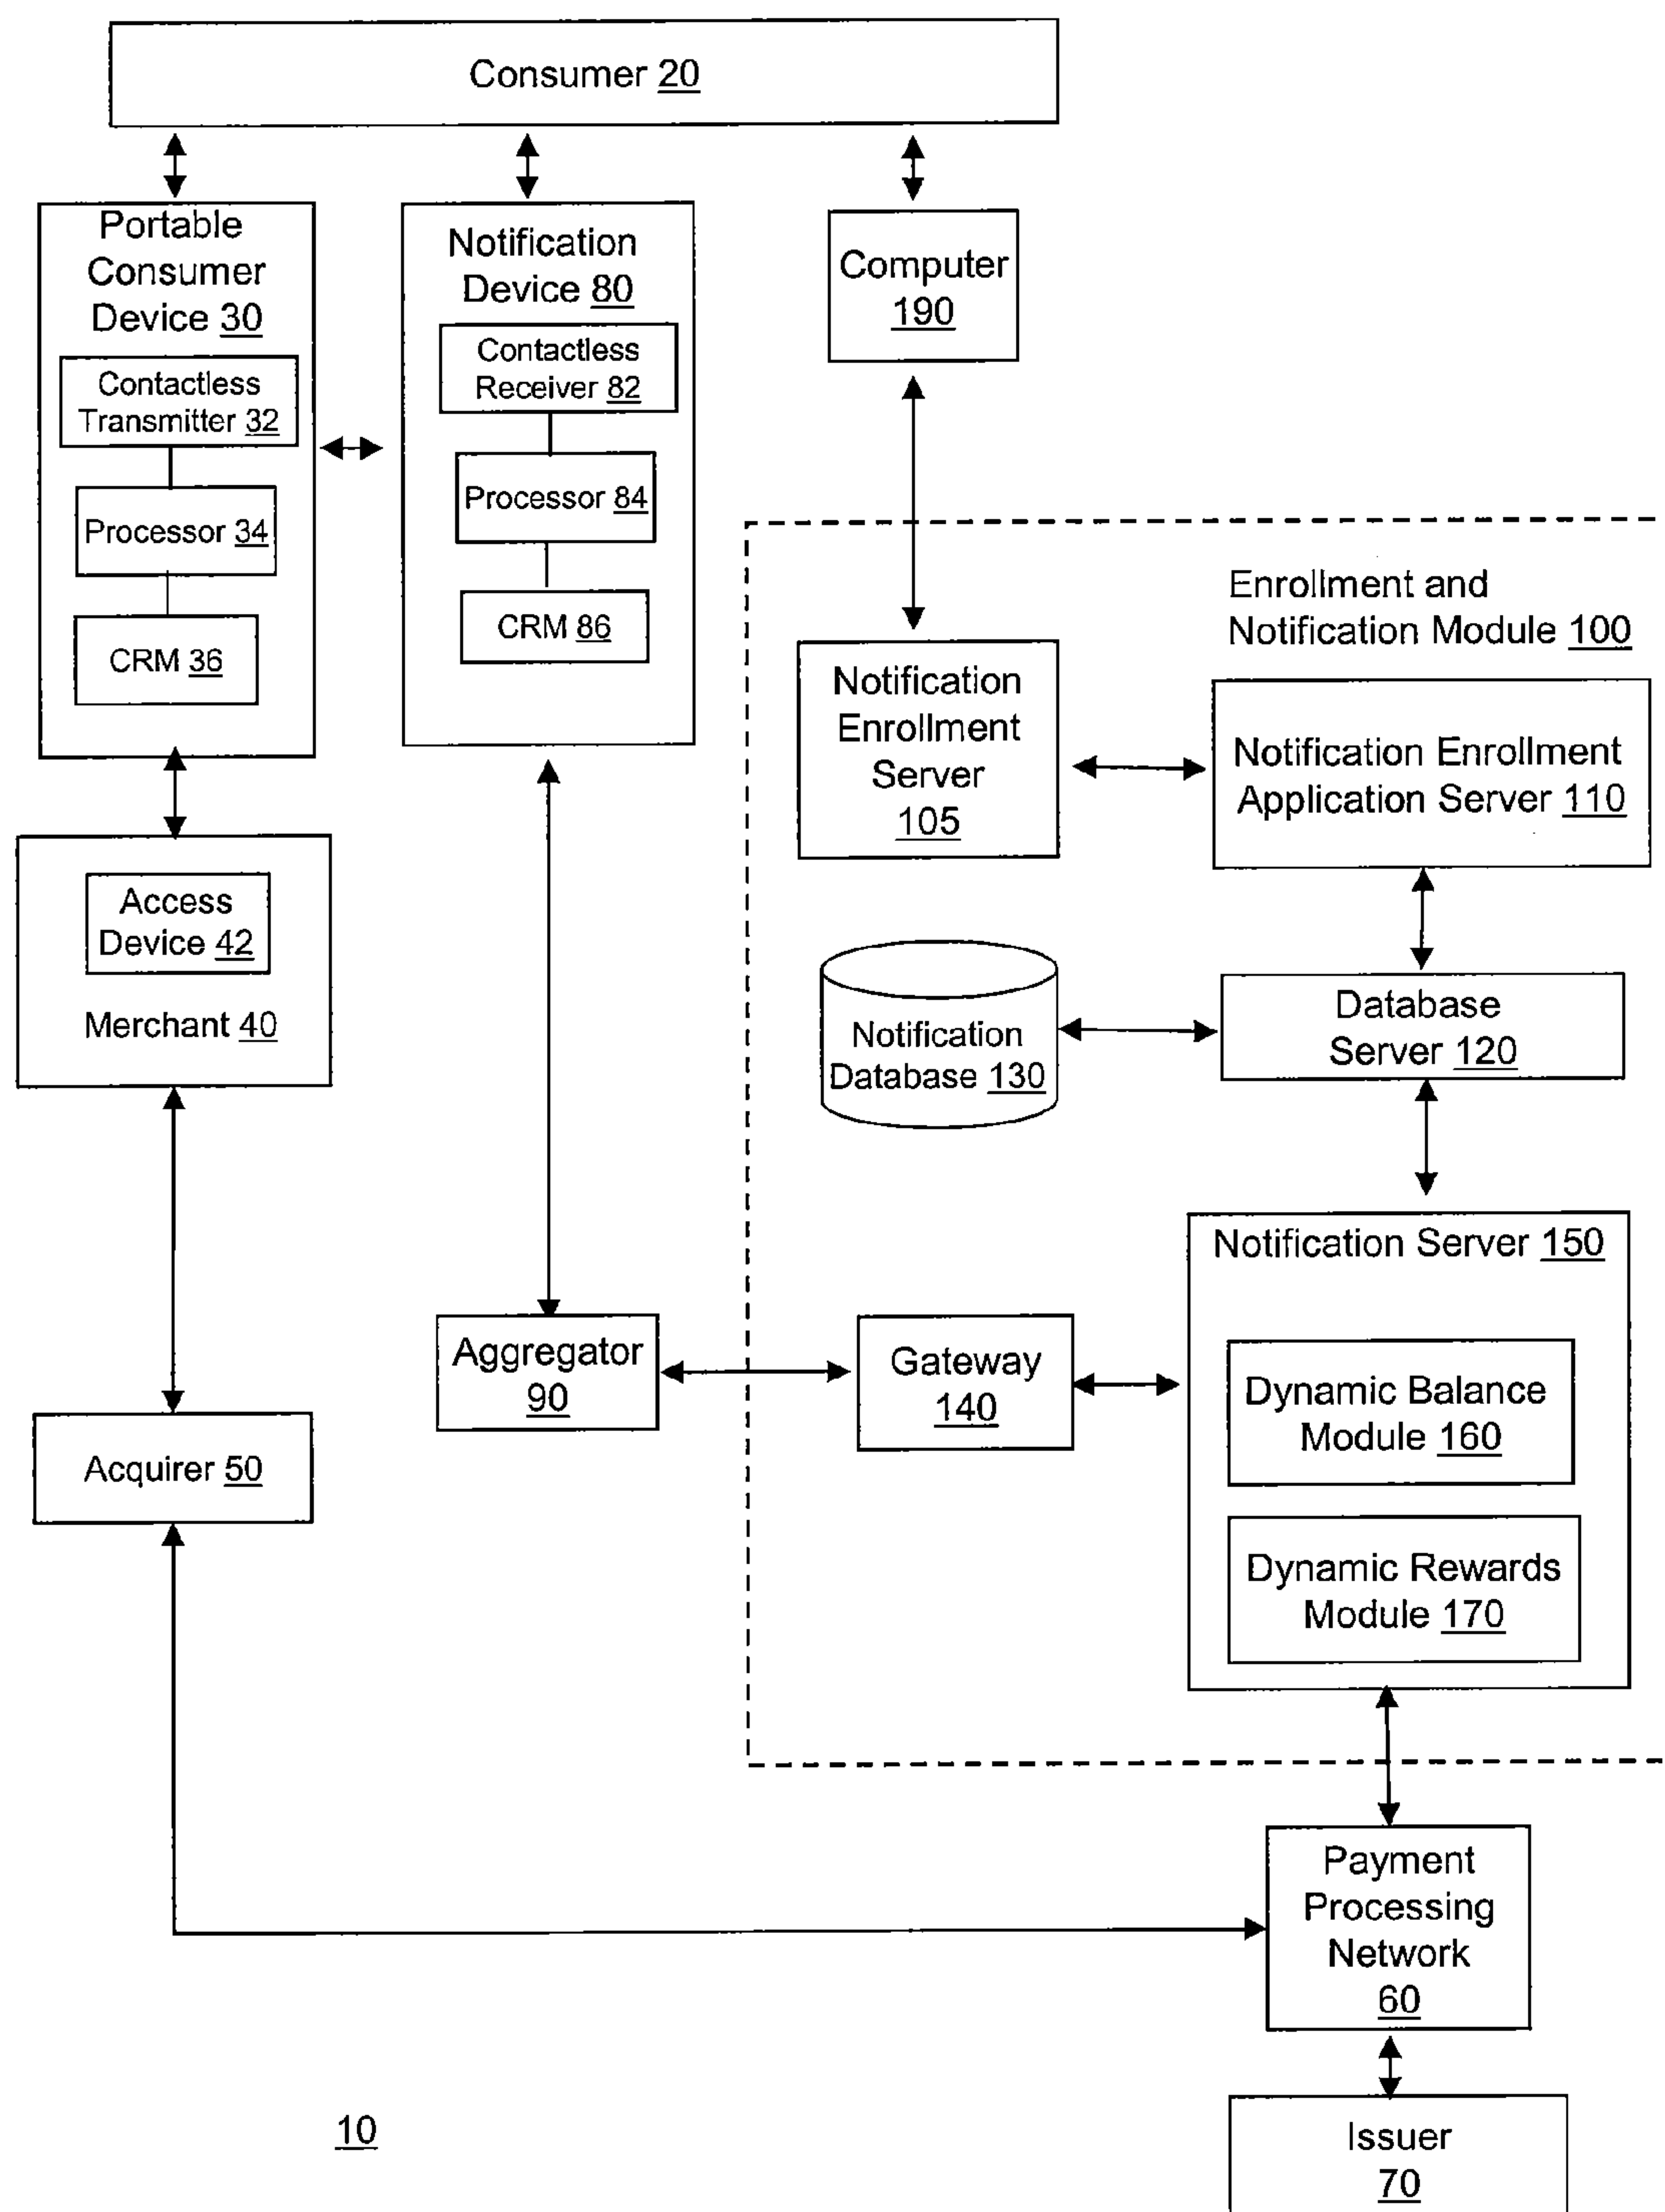 Consumer 20
Portable
Consumer
Device 30
Contactless
Transmitter 32
Processor 34
CRM 36
Notification
Device 80
Contactless
Receiver 82
Processor 84
CRM 86
Computer
190
Enrollment and
Notification Module 100
Notification
Enrollment
Server
105
Notification Enrollment
Application Server 110
Access
Device 42
Merchant 40
Notification
Database 130
Database
Server 120
Notification Server 150
Aggregator
90
Gateway
140
Dynamic Balance
Module 160
Acquirer 50
Dynamic Rewards
Module 170
Payment
Processing
Network
60
10
Issuer
70